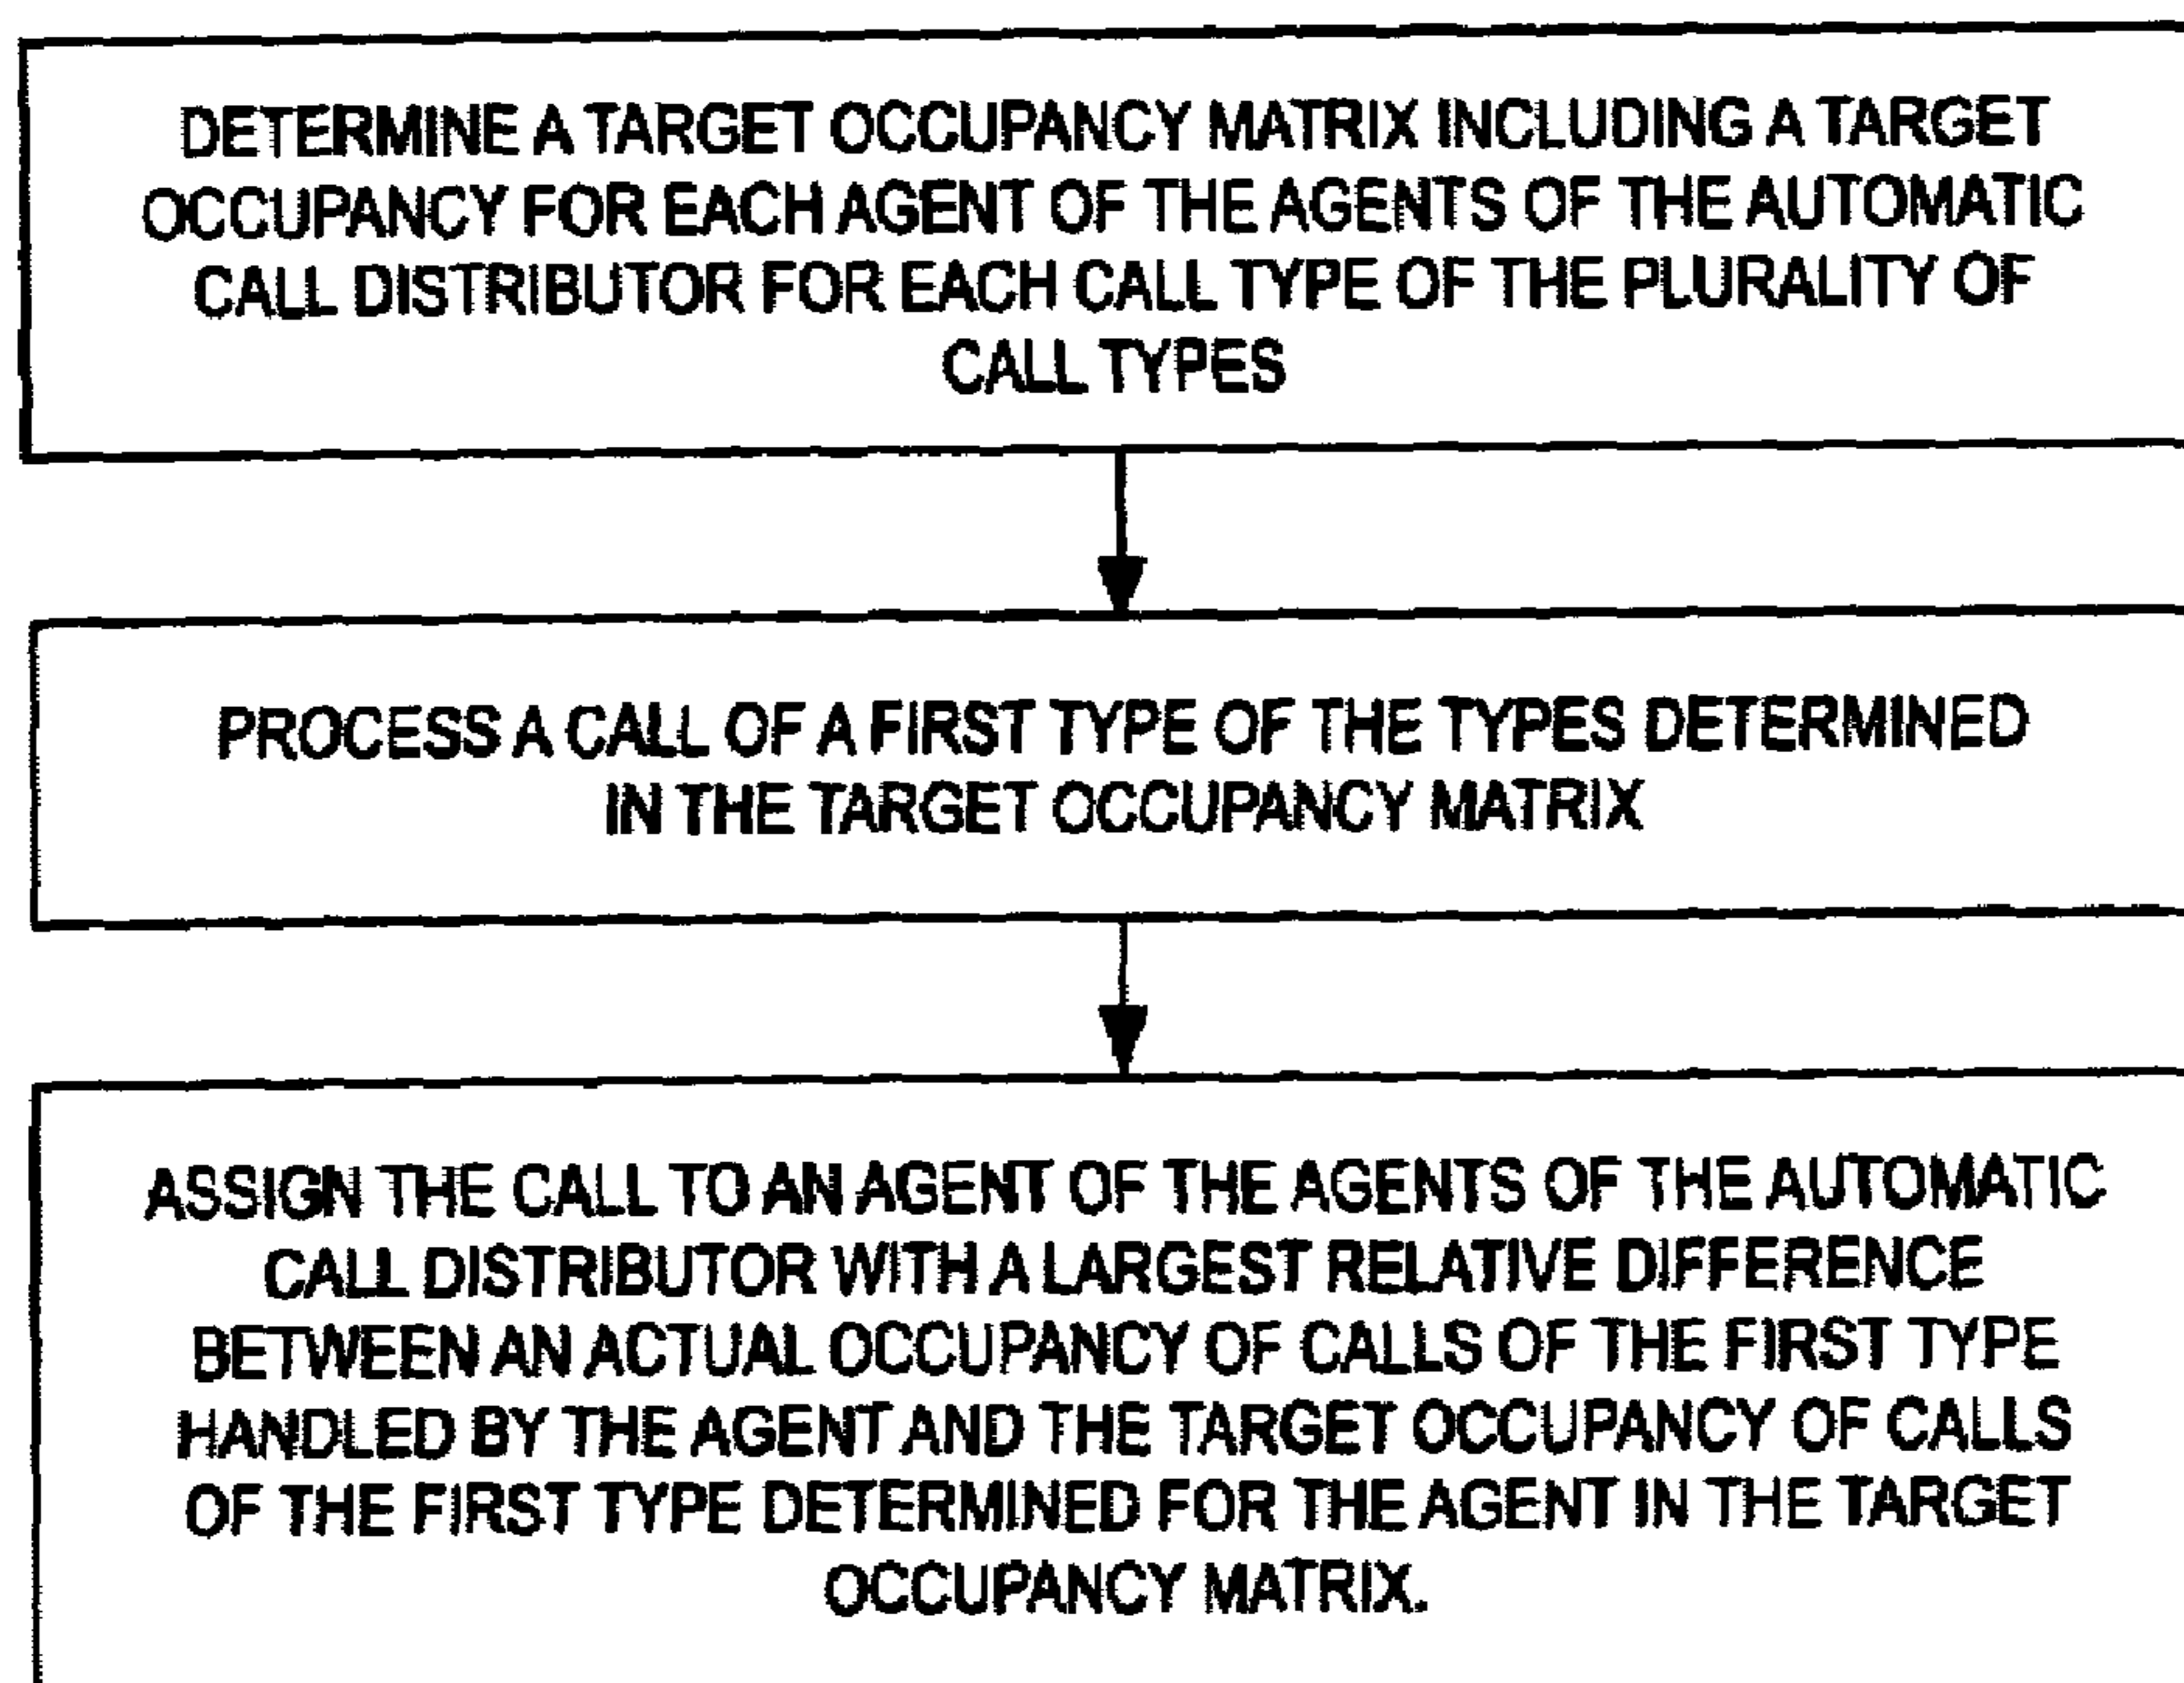 DETERMINE A TARGET OCCUPANCY MATRIX INCLUDING A TARGET
OCCUPANCY FOR EACH AGENT OF THE AGENTS OF THE AUTOMATIC
CALL DISTRIBUTOR FOR EACH CALL TYPE OF THE PLURALITY OF
CALL TYPES
PROCESS A CALL OF A FIRST TYPE OF THE TYPES DETERMINED
IN THE TARGET OCCUPANCY MATRIX
ASSIGN THE CALL TO AN AGENT OF THE AGENTS OF THE AUTOMATIC
CALL DISTRIBUTOR WITH A LARGEST RELATIVE DIFFERENCE
BETWEEN AN ACTUAL OCCUPANCY OF CALLS OF THE FIRST TYPE
HANDLED BY THE AGENT AND THE TARGET OCCUPANCY OF CALLS
OF THE FIRST TYPE DETERMINED FOR THE AGENT IN THE TARGET
OCCUPANCY MATRIX.